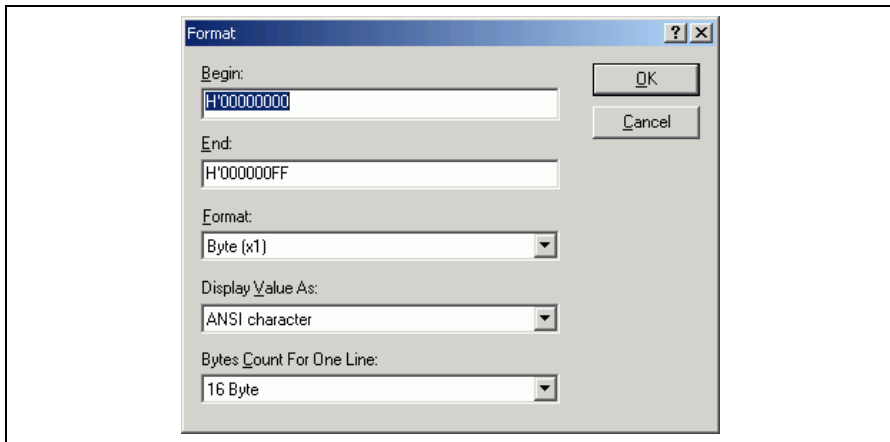 Format
Begin:
OK
H'00000000
Cancel
End:
H'000000FF
Format:
Byte (x1)
Display Value As:
ANSI character
Bytes Count For One Line:
16 Byte